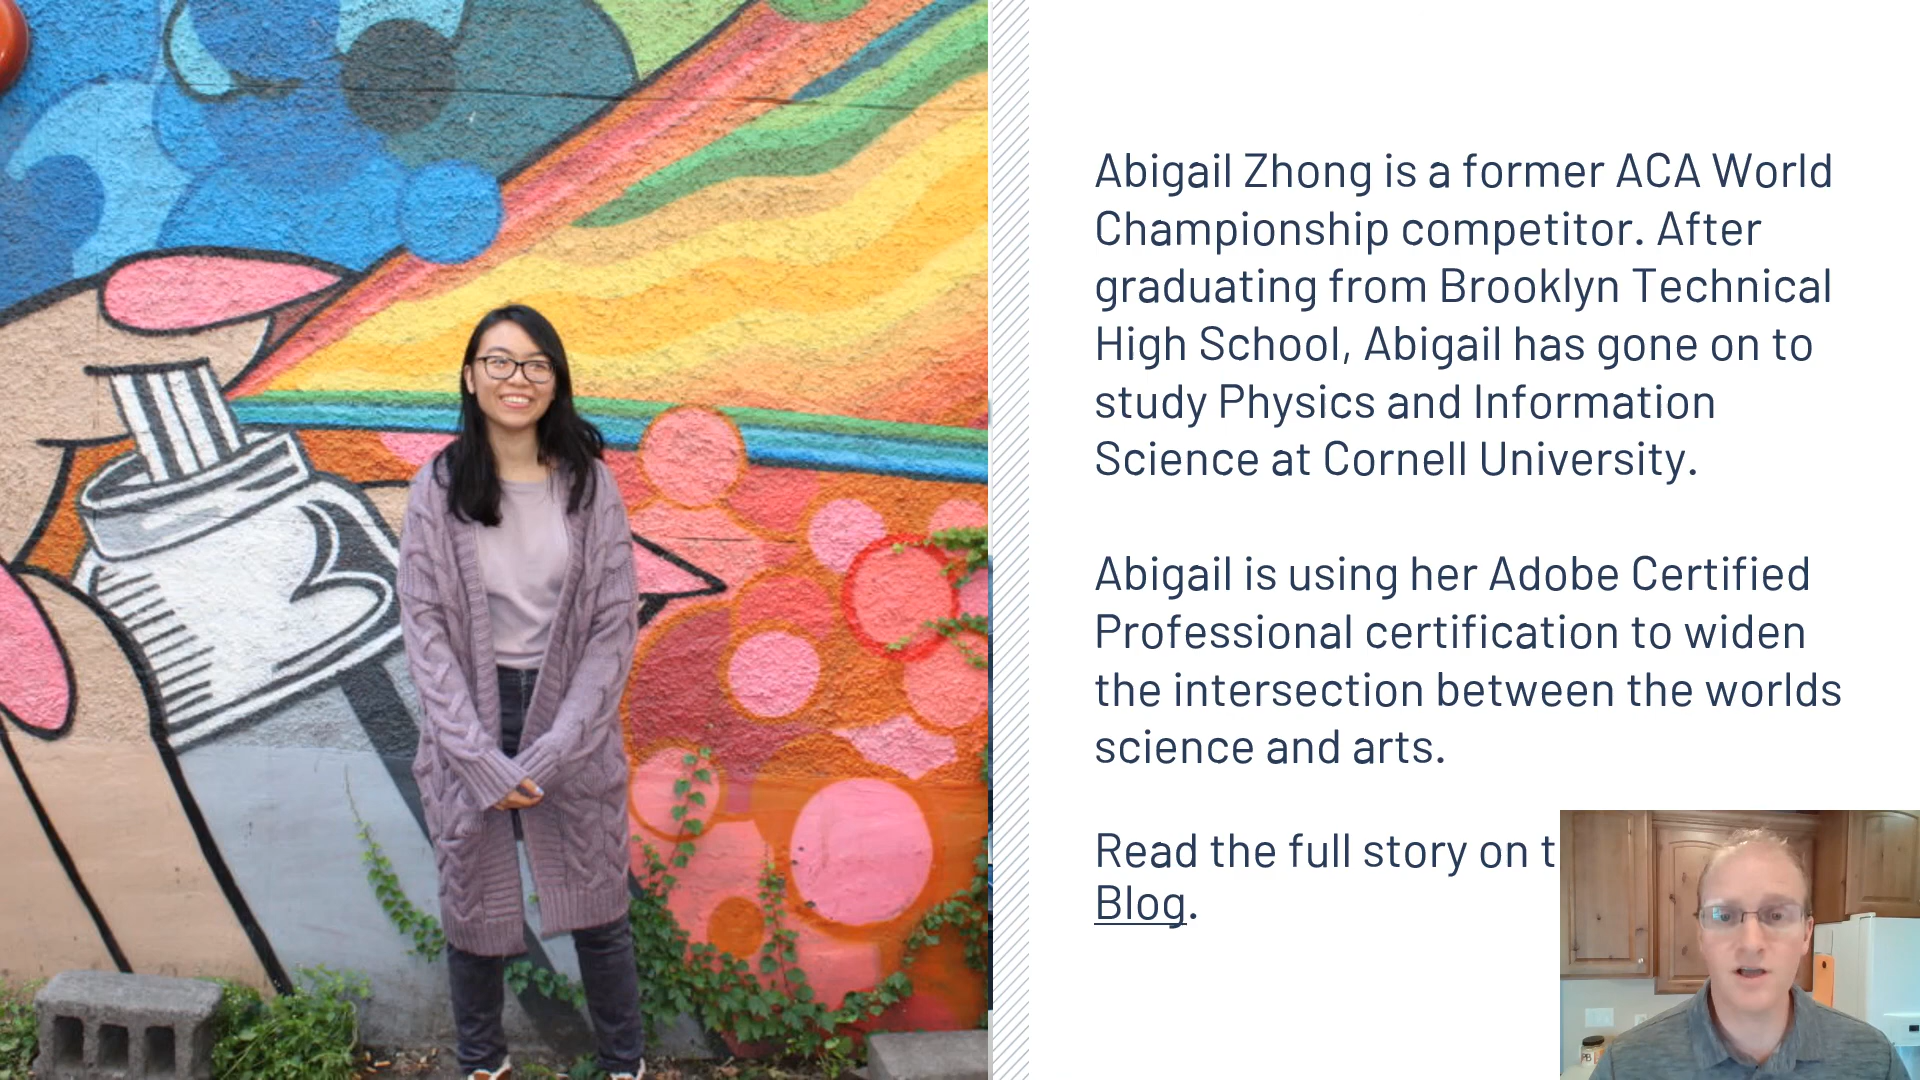 Abigail Zhong is a former ACA World
Championship competitor. After
graduating from Brooklyn Technical
High School, Abigail has gone on to
study Physics and Information
Science at Cornell University.
Abigail is using her Adobe Certified
Professional certification to widen
the intersection between the worlds
science and arts.
Read the full story on
Blog.